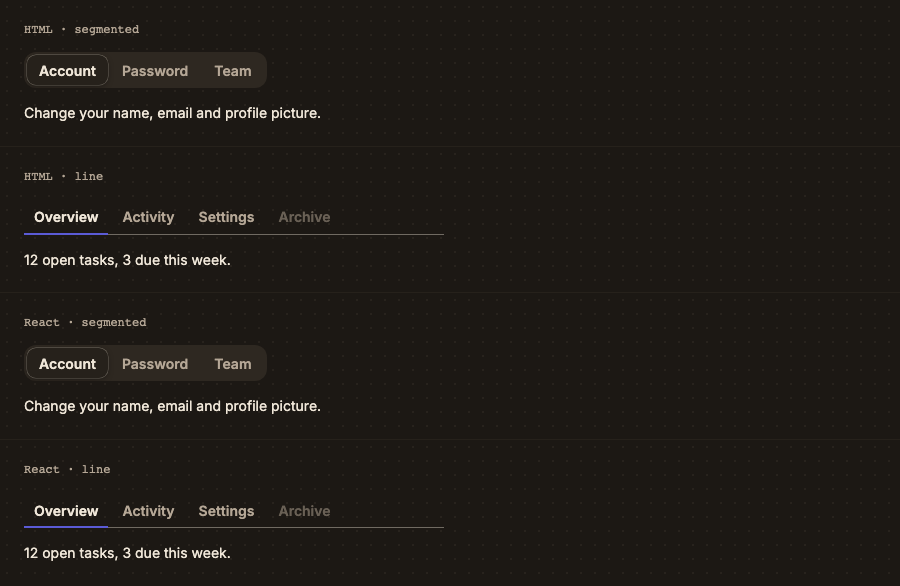 HTML · segmented
Account Password Team
Change your name, email and profile picture.
HTML · line
Overview Activity Settings Archive
12 open tasks, 3 due this week.
React · segmented
Account Password Team
Change your name, email and profile picture.
React · line
Overview Activity Settings Archive
12 open tasks, 3 due this week.